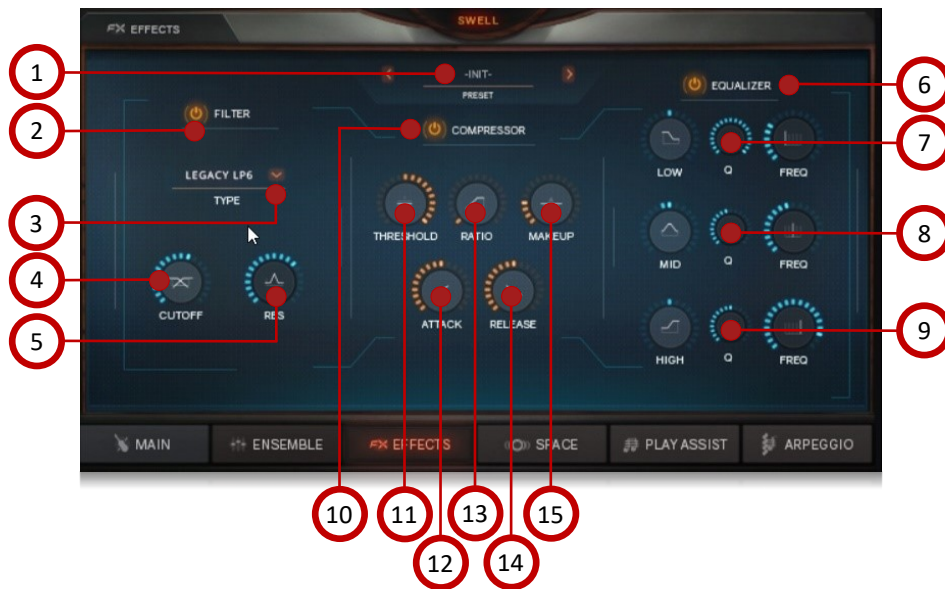 SWELL
FX EFFECTS
1
-INIT-
PRESET
6
EQUALIZER
2
FILTER
10
COMPRESSOR
7
LOW Q FREQ
3
LEGACY LP6
TYPE
11
THRESHOLD
13
RATIO
15
MAKEUP
8
MID Q FREQ
4
CUTOFF
5
RES
12
ATTACK
14
RELEASE
9
HIGH Q FREQ
MAIN ENSEMBLE FX EFFECTS SPACE PLAY ASSIST ARPEGGIO